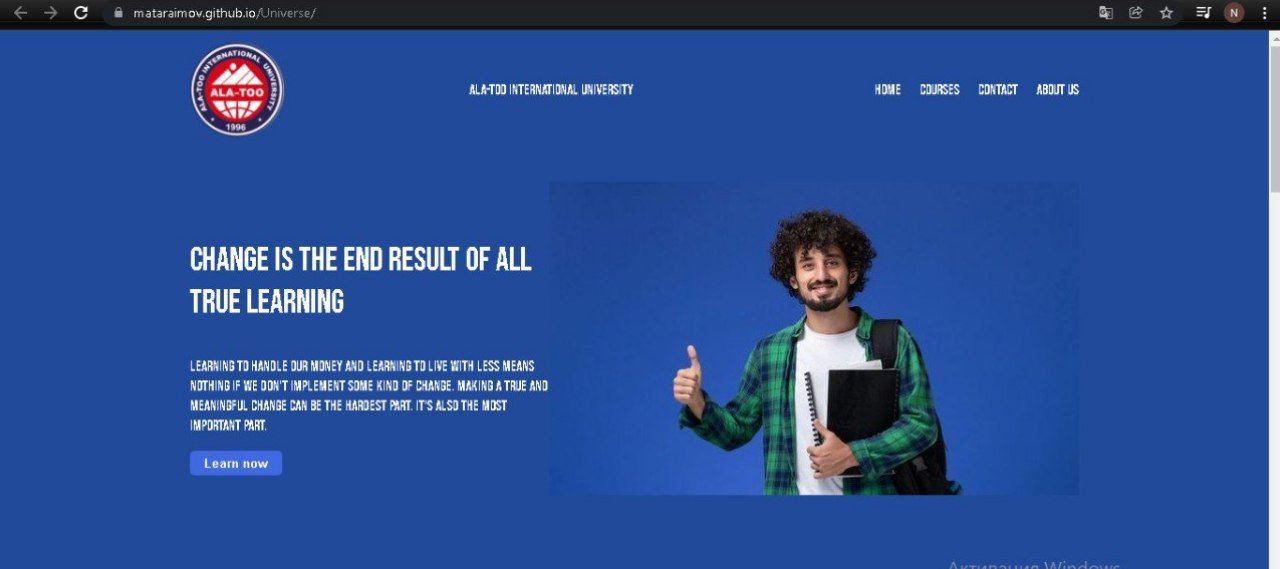 mataraimov.github.io/Universe/
N
ALA-TOO INTERNATIONAL UNIVERSITY
ALA-TOO
1996
ALA-TOO INTERNATIONAL UNIVERSITY
HOME COURSES CONTACT ABOUT US
CHANGE IS THE END RESULT OF ALL
TRUE LEARNING
LEARNING TO HANDLE OUR MONEY AND LEARNING TO LIVE WITH LESS MEANS
NOTHING IF WE DON'T IMPLEMENT SOME KIND OF CHANGE. MAKING A TRUE AND
MEANINGFUL CHANGE CAN BE THE HARDEST PART. IT'S ALSO THE MOST
IMPORTANT PART.
Learn now
Активация Windows